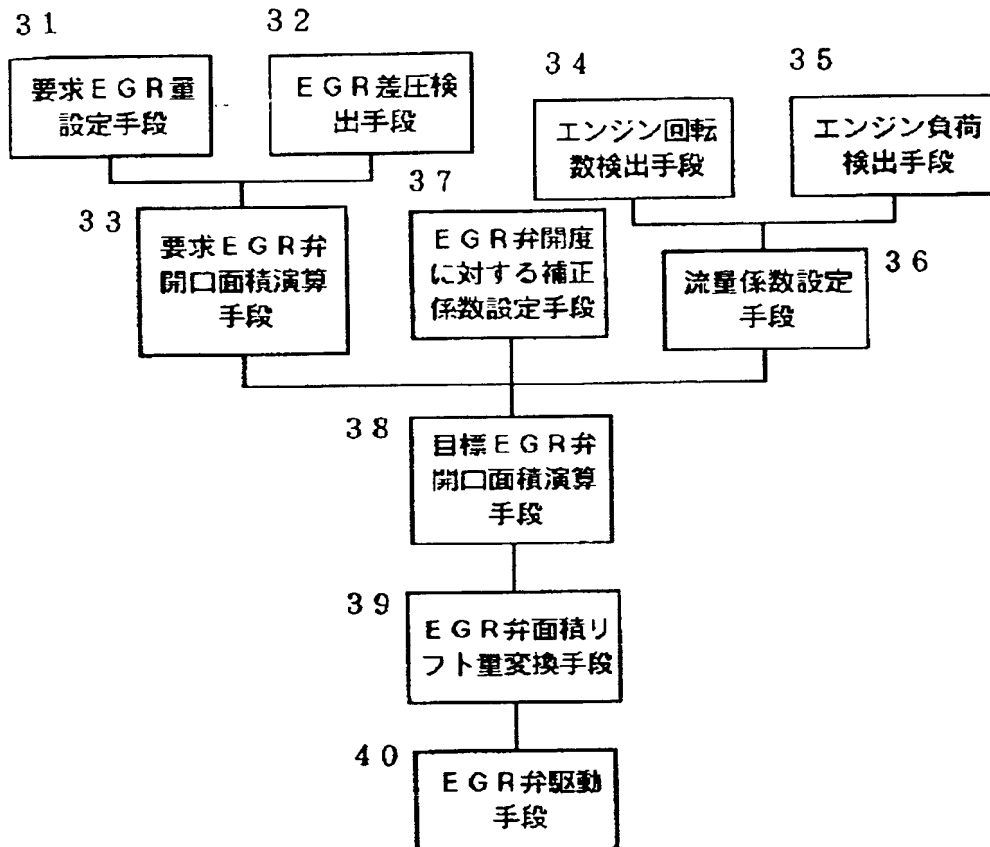 31
要求EGR量
設定手段
32
EGR差圧検
出手段
34
エンジン回転
数検出手段
35
エンジン負荷
検出手段
33
要求EGR弁
開口面積演算
手段
37
EGR弁開度
に対する補正
係数設定手段
36
流量係数設定
手段
38
目標EGR弁
開口面積演算
手段
39
EGR弁面積リ
フト量変換手段
40
EGR弁駆動
手段